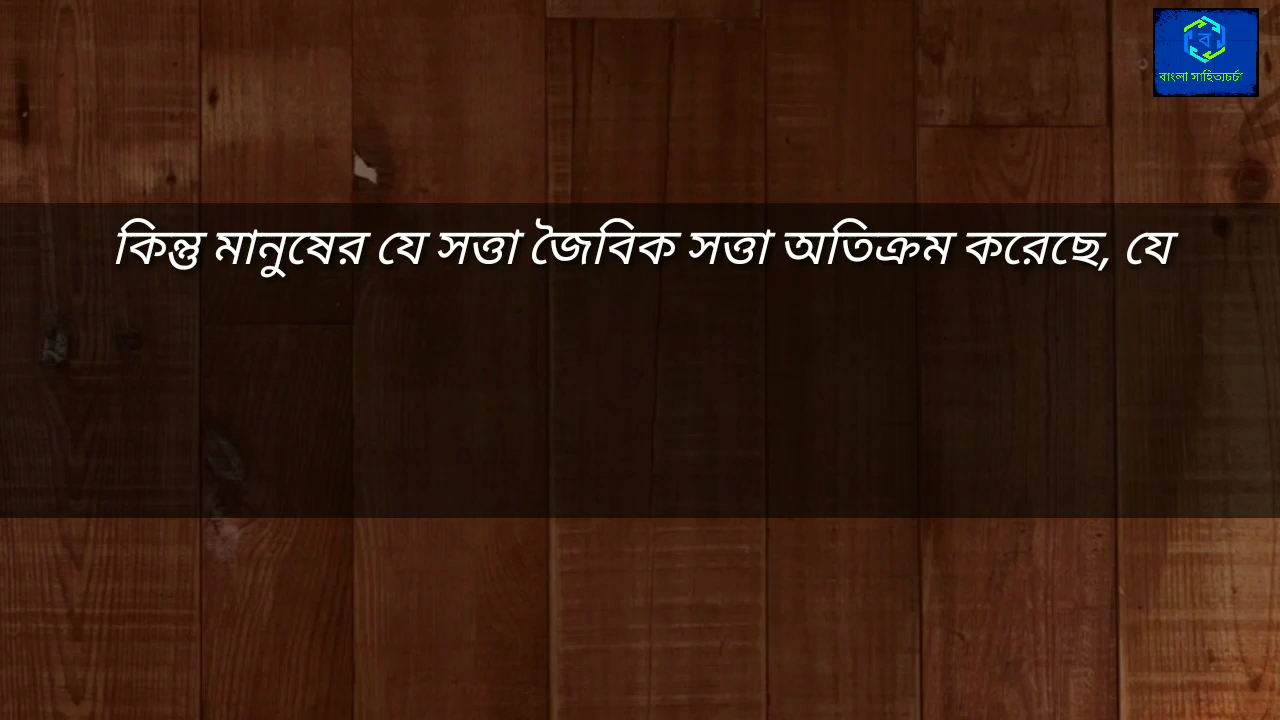 বাংলা সাহিত্যচর্চা
কিন্তু মানুষের যে সত্তা জৈবিক সত্তা অতিক্রম করেছে, যে